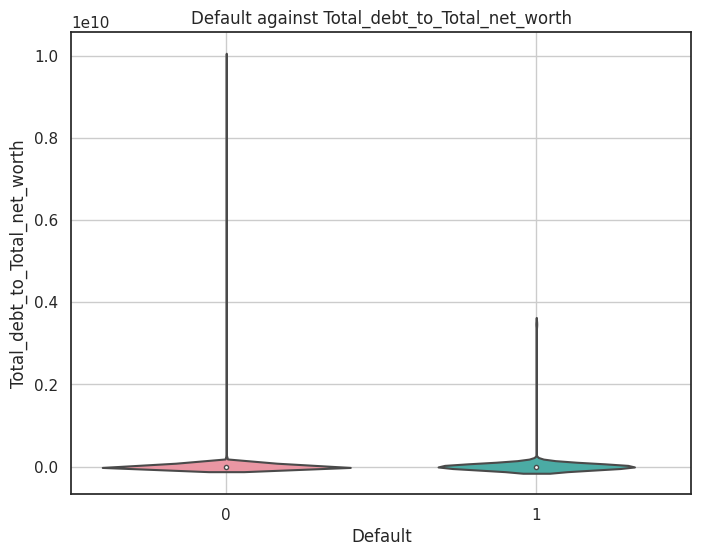 Default against Total_debt_to_Total_net_worth
1e10
1.0
0.8
0.6
0.4
0.2
0.0
Total_debt_to_Total_net_worth
0
1
Default